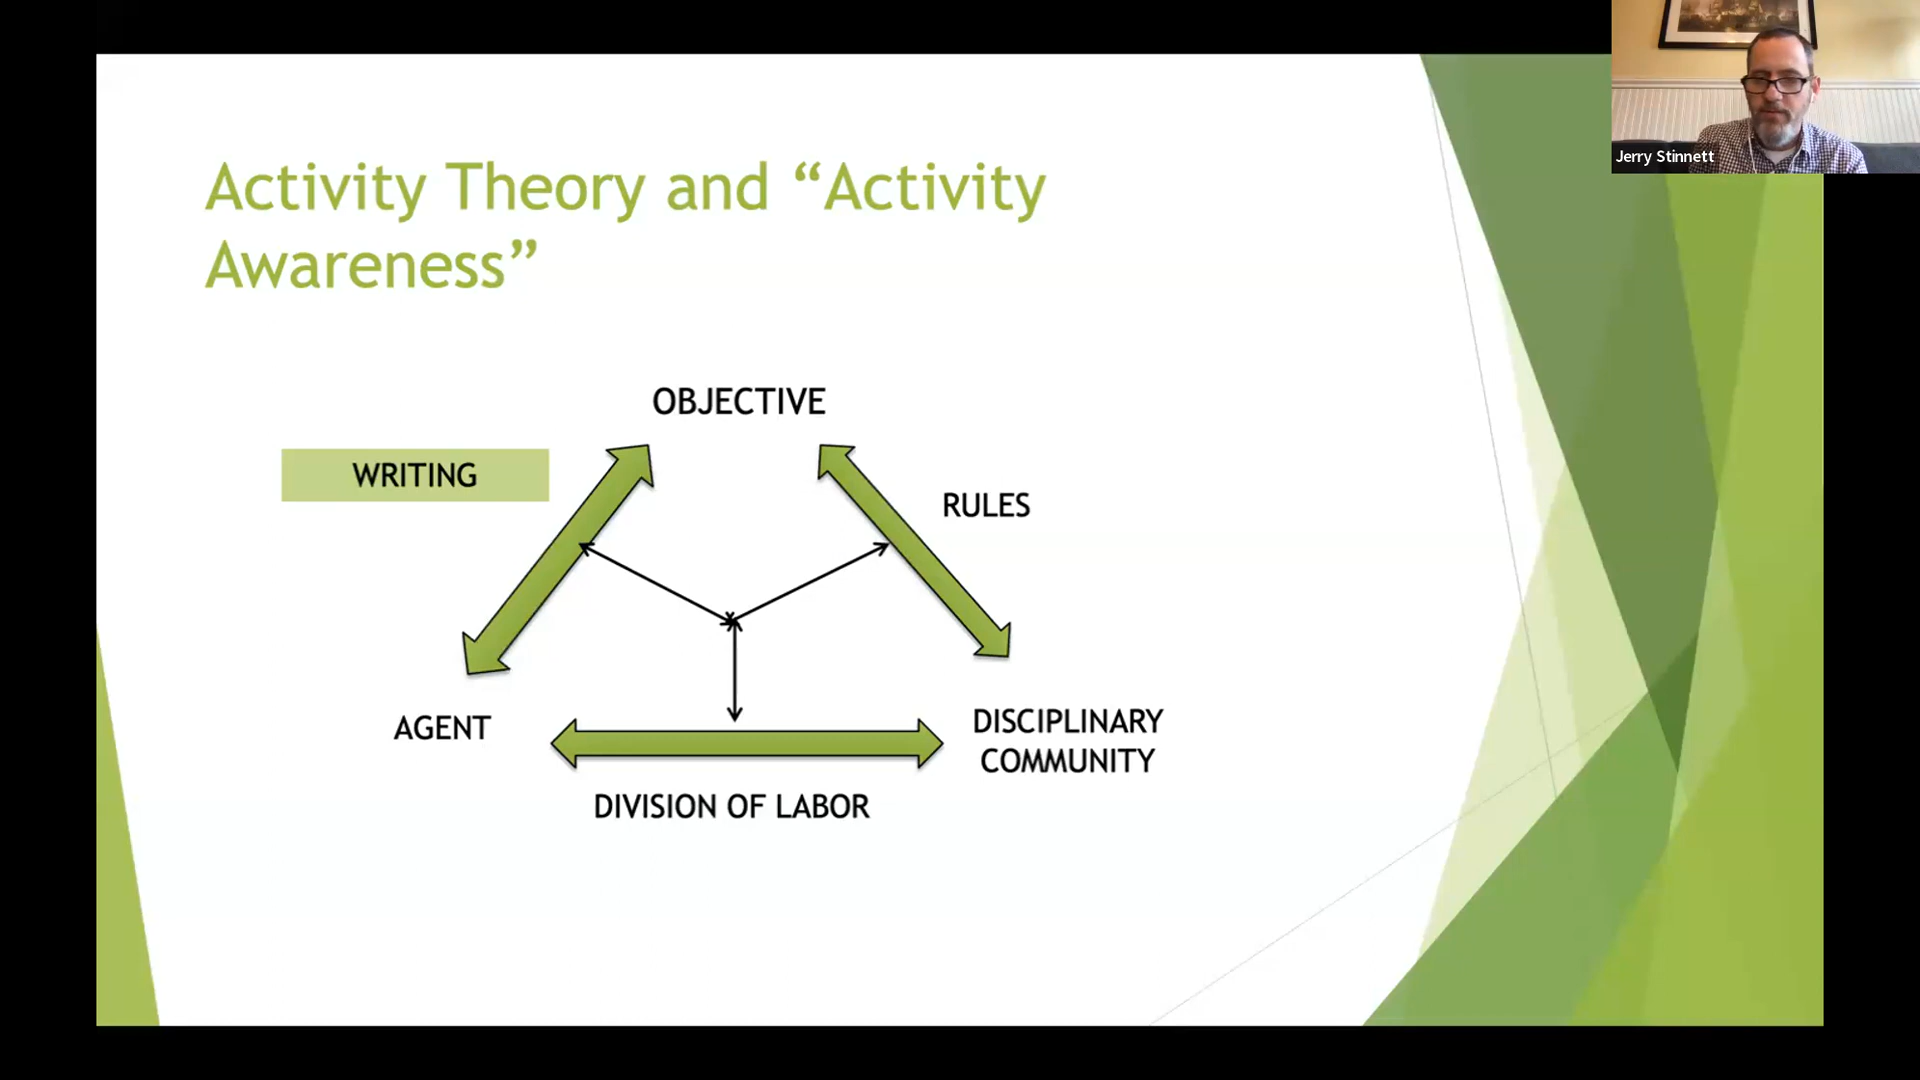 Jerry Stinnett
Activity Theory and “Activity
Awareness”
OBJECTIVE
WRITING
RULES
AGENT
DISCIPLINARY
COMMUNITY
DIVISION OF LABOR